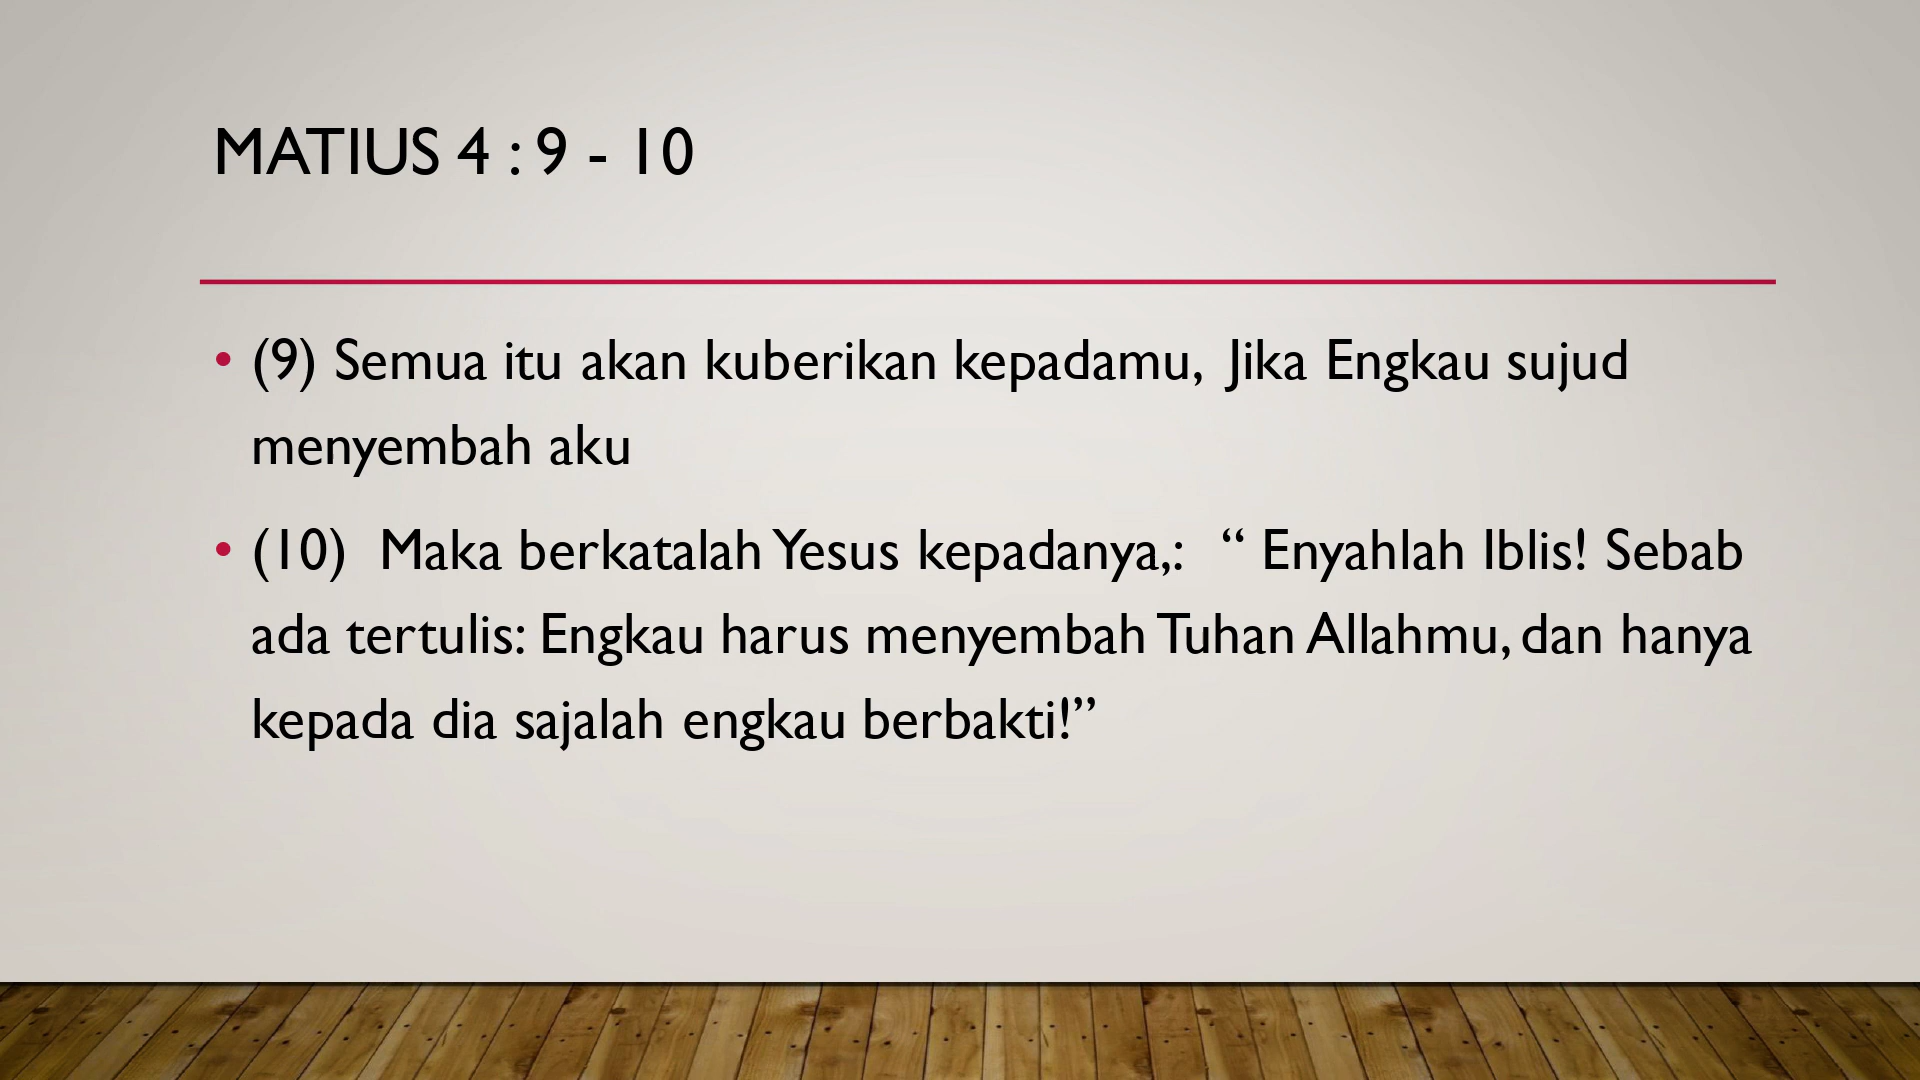 MATIUS 4 : 9 - 10
• (9) Semua itu akan kuberikan kepadamu,  Jika Engkau sujud
menyembah aku
• (10)  Maka berkatalah Yesus kepadanya,:  “ Enyahlah Iblis! Sebab
ada tertulis: Engkau harus menyembah Tuhan Allahmu, dan hanya
kepada dia sajalah engkau berbakti!”